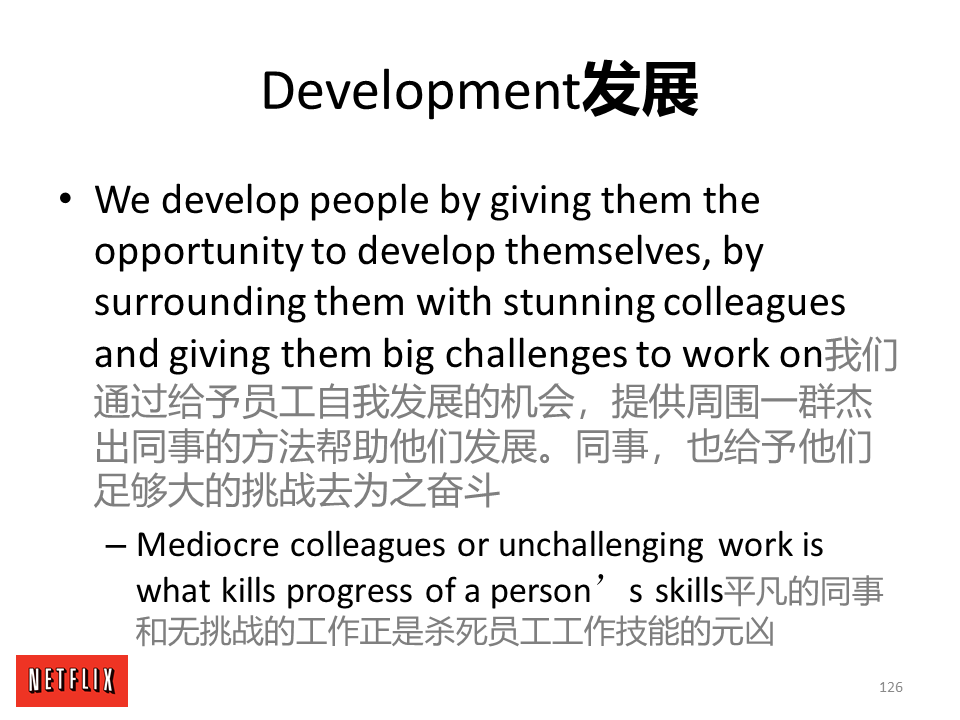 Development发展
• We develop people by giving them the
opportunity to develop themselves, by
surrounding them with stunning colleagues
and giving them big challenges to work on我们
通过给予员工自我发展的机会，提供周围一群杰
出同事的方法帮助他们发展。同事，也给予他们
足够大的挑战去为之奋斗
– Mediocre colleagues or unchallenging work is
what kills progress of a person’s skills平凡的同事
和无挑战的工作正是杀死员工工作技能的元凶
NETFLIX
126